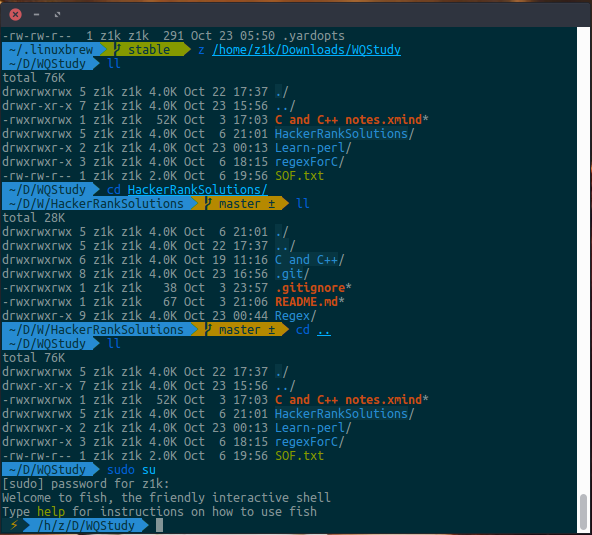 -rw-rw-r--  1 z1k z1k  291 Oct 23 05:50 .yardopts
~/.linuxbrew  stable  z /home/z1k/Downloads/WQStudy
~/D/WQStudy  ll
total 76K
drwxrwxrwx 5 z1k z1k 4.0K Oct 22 17:37 ./
drwxr-xr-x 7 z1k z1k 4.0K Oct 23 15:56 ../
-rwxrwxrwx 1 z1k z1k  52K Oct  3 17:03 C and C++ notes.xmind*
drwxrwxrwx 5 z1k z1k 4.0K Oct  6 21:01 HackerRankSolutions/
drwxrwxr-x 2 z1k z1k 4.0K Oct 23 00:13 Learn-perl/
drwxrwxr-x 3 z1k z1k 4.0K Oct  6 18:15 regexForC/
-rw-rw-r-- 1 z1k z1k 2.0K Oct  6 19:56 SOF.txt
~/D/WQStudy  cd HackerRankSolutions/
~/D/W/HackerRankSolutions  master ±  ll
total 28K
drwxrwxrwx 5 z1k z1k 4.0K Oct  6 21:01 ./
drwxrwxrwx 5 z1k z1k 4.0K Oct 22 17:37 ../
drwxrwxrwx 6 z1k z1k 4.0K Oct 19 11:16 C and C++/
drwxrwxrwx 8 z1k z1k 4.0K Oct 23 16:56 .git/
-rwxrwxrwx 1 z1k z1k   38 Oct  3 23:57 .gitignore*
-rwxrwxrwx 1 z1k z1k   67 Oct  3 21:06 README.md*
drwxrwxr-x 9 z1k z1k 4.0K Oct 23 00:44 Regex/
~/D/W/HackerRankSolutions  master ±  cd ..
~/D/WQStudy  ll
total 76K
drwxrwxrwx 5 z1k z1k 4.0K Oct 22 17:37 ./
drwxr-xr-x 7 z1k z1k 4.0K Oct 23 15:56 ../
-rwxrwxrwx 1 z1k z1k  52K Oct  3 17:03 C and C++ notes.xmind*
drwxrwxrwx 5 z1k z1k 4.0K Oct  6 21:01 HackerRankSolutions/
drwxrwxr-x 2 z1k z1k 4.0K Oct 23 00:13 Learn-perl/
drwxrwxr-x 3 z1k z1k 4.0K Oct  6 18:15 regexForC/
-rw-rw-r-- 1 z1k z1k 2.0K Oct  6 19:56 SOF.txt
~/D/WQStudy  sudo su
[sudo] password for z1k:
Welcome to fish, the friendly interactive shell
Type help for instructions on how to use fish
⚡ /h/z/D/WQStudy